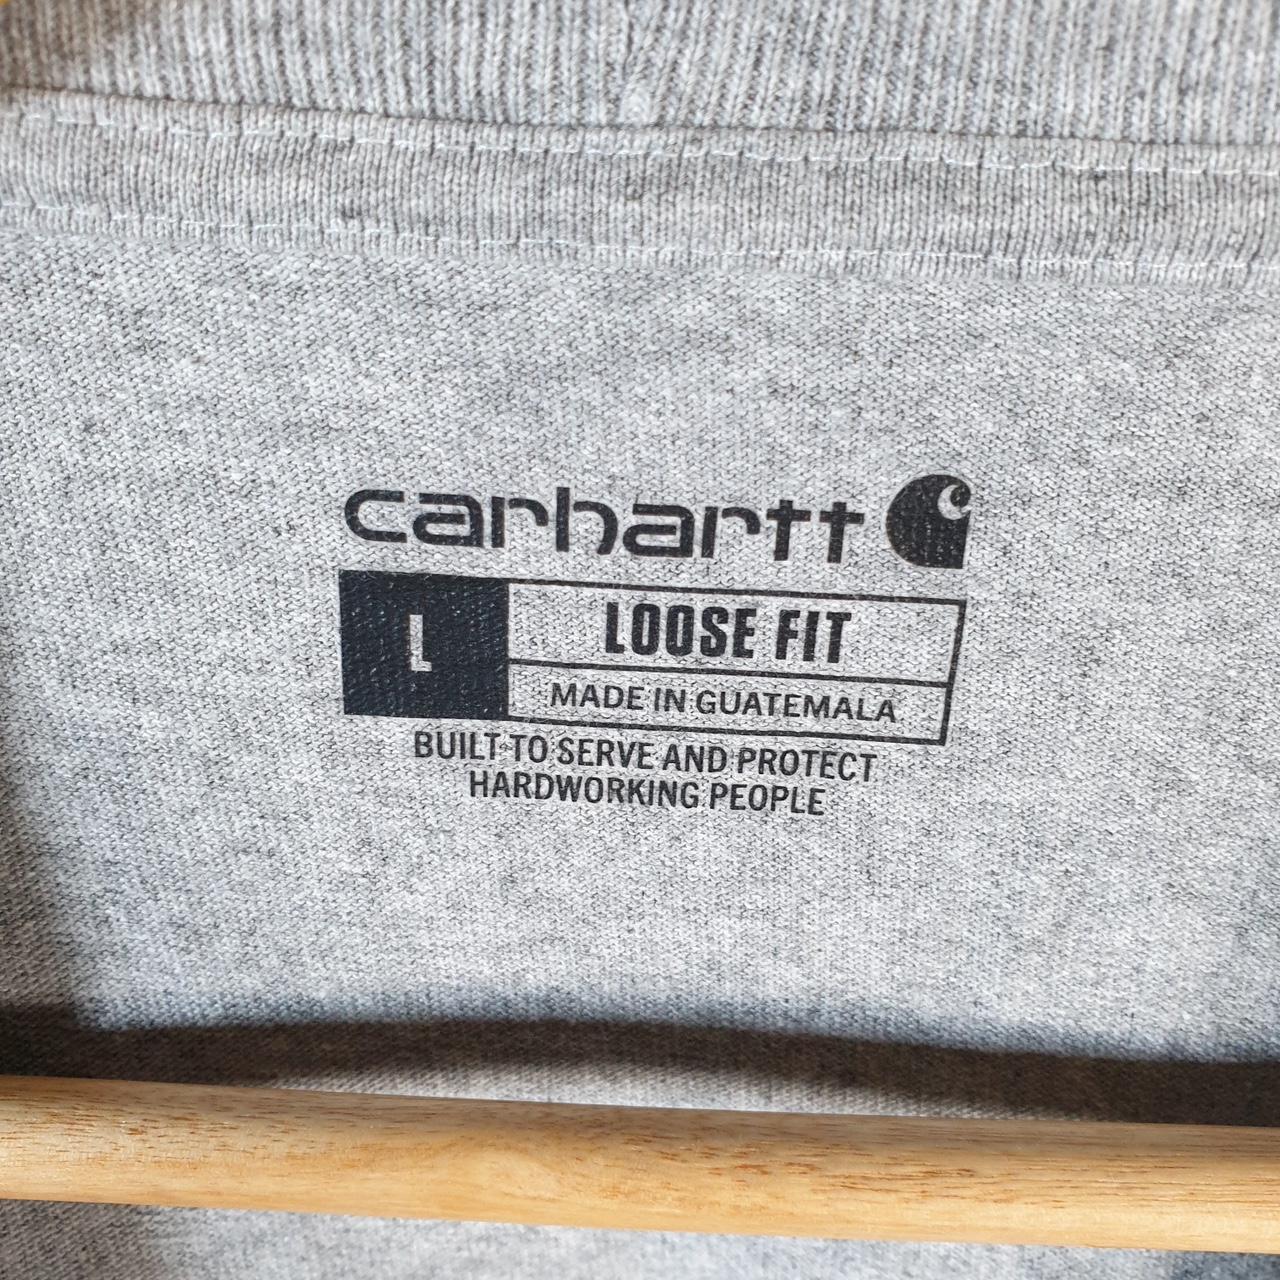 carhartt
L
LOOSE FIT
MADE IN GUATEMALA
BUILT TO SERVE AND PROTECT
HARDWORKING PEOPLE